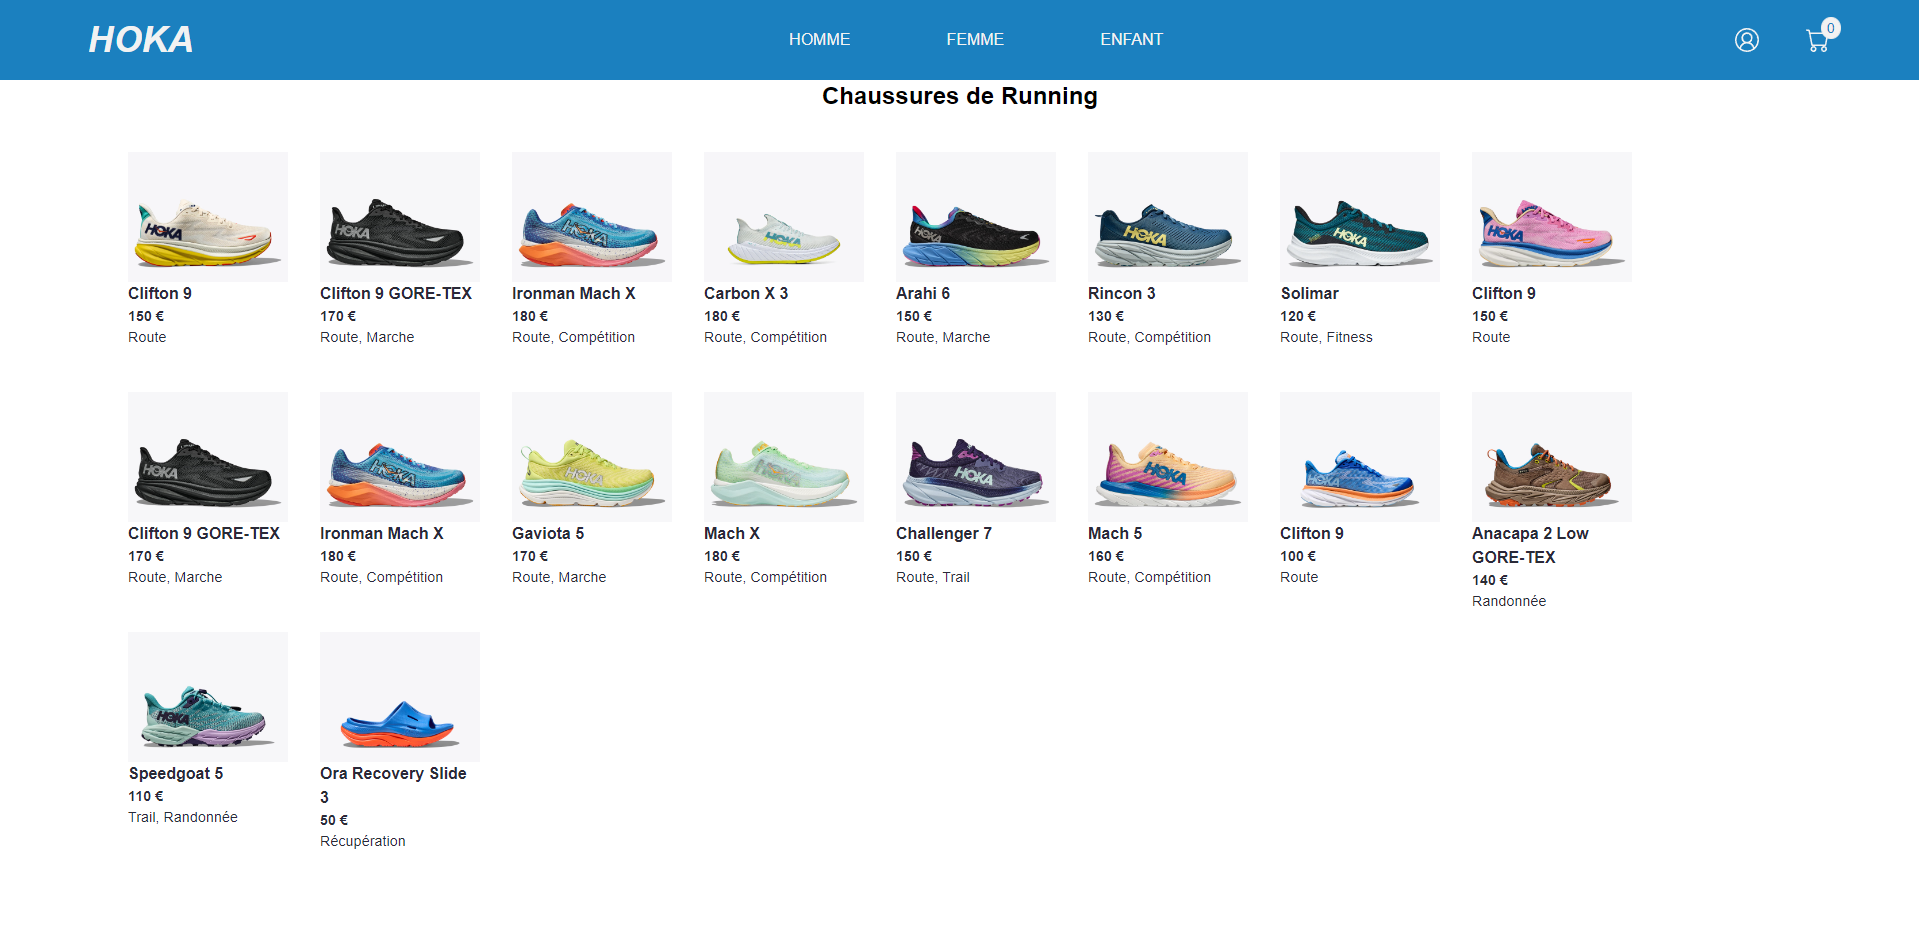 HOKA
HOMME
FEMME
ENFANT
0
Chaussures de Running
Clifton 9
150 €
Route
Clifton 9 GORE-TEX
170 €
Route, Marche
Ironman Mach X
180 €
Route, Compétition
Carbon X 3
180 €
Route, Compétition
Arahi 6
150 €
Route, Marche
Rincon 3
130 €
Route, Compétition
Solimar
120 €
Route, Fitness
Clifton 9
150 €
Route
Clifton 9 GORE-TEX
170 €
Route, Marche
Ironman Mach X
180 €
Route, Compétition
Gaviota 5
170 €
Route, Marche
Mach X
180 €
Route, Compétition
Challenger 7
150 €
Route, Trail
Mach 5
160 €
Route, Compétition
Clifton 9
100 €
Route
Anacapa 2 Low
GORE-TEX
140 €
Randonnée
Speedgoat 5
110 €
Trail, Randonnée
Ora Recovery Slide
3
50 €
Récupération